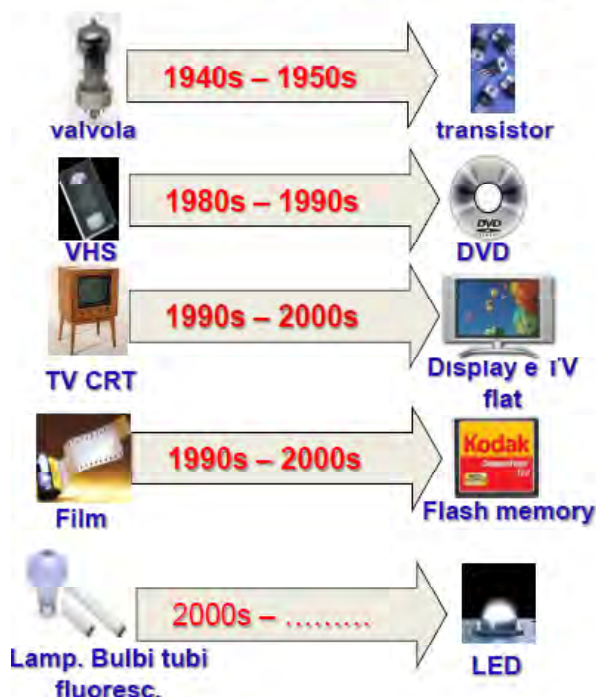 1940s – 1950s
valvola
transistor
1980s – 1990s
VHS
DVD
DVD
1990s – 2000s
TV CRT
Display e TV
flat
1990s – 2000s
Kodak
Film
Flash memory
2000s – .........
Lamp. Bulbi tubi
fluoresc.
LED